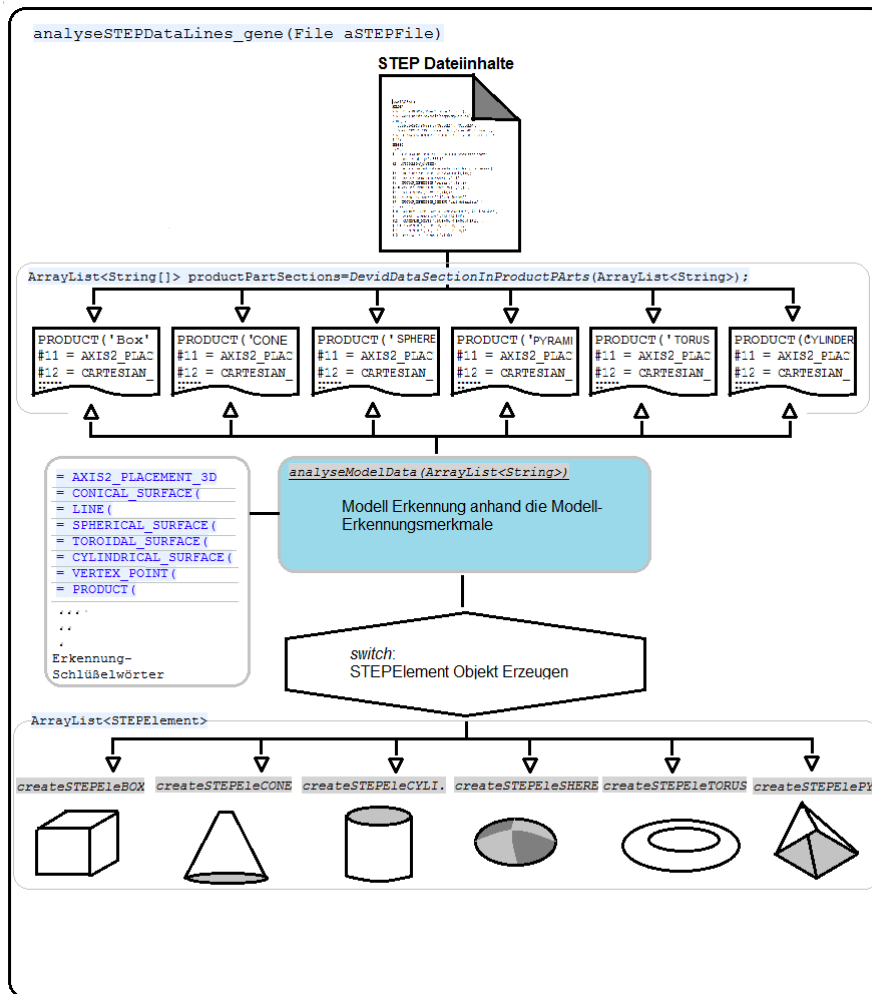 analyseSTEPDataLines_gene(File aSTEPFile)
STEP Dateiinhalte
ArrayList<String[]> productPartSections=DevidDataSectionInProductPArts(ArrayList<String>);
PRODUCT('Box'
#11 = AXIS2_PLAC
#12 = CARTESIAN_
PRODUCT('CONE
#11 = AXIS2_PLAC
#12 = CARTESIAN_
PRODUCT('SPHERE
#11 = AXIS2_PLAC
#12 = CARTESIAN_
PRODUCT('PYRAMI
#11 = AXIS2_PLAC
#12 = CARTESIAN_
PRODUCT('TORUS
#11 = AXIS2_PLAC
#12 = CARTESIAN_
PRODUCT('CYLINDER
#11 = AXIS2_PLAC
#12 = CARTESIAN_
= AXIS2_PLACEMENT_3D
= CONICAL_SURFACE(
= LINE(
= SPHERICAL_SURFACE(
= TOROIDAL_SURFACE(
= CYLINDRICAL_SURFACE(
= VERTEX_POINT(
= PRODUCT(
Erkennung-
Schlüßelwörter
analyseModelData(ArrayList<String>)
Modell Erkennung anhand die Modell-
Erkennungsmerkmale
switch:
STEPElement Objekt Erzeugen
ArrayList<STEPElement>
createSTEPEleBOX
createSTEPEleCONE
createSTEPEleCYLI.
createSTEPEleSHERE
createSTEPEleTORUS
createSTEPElePY